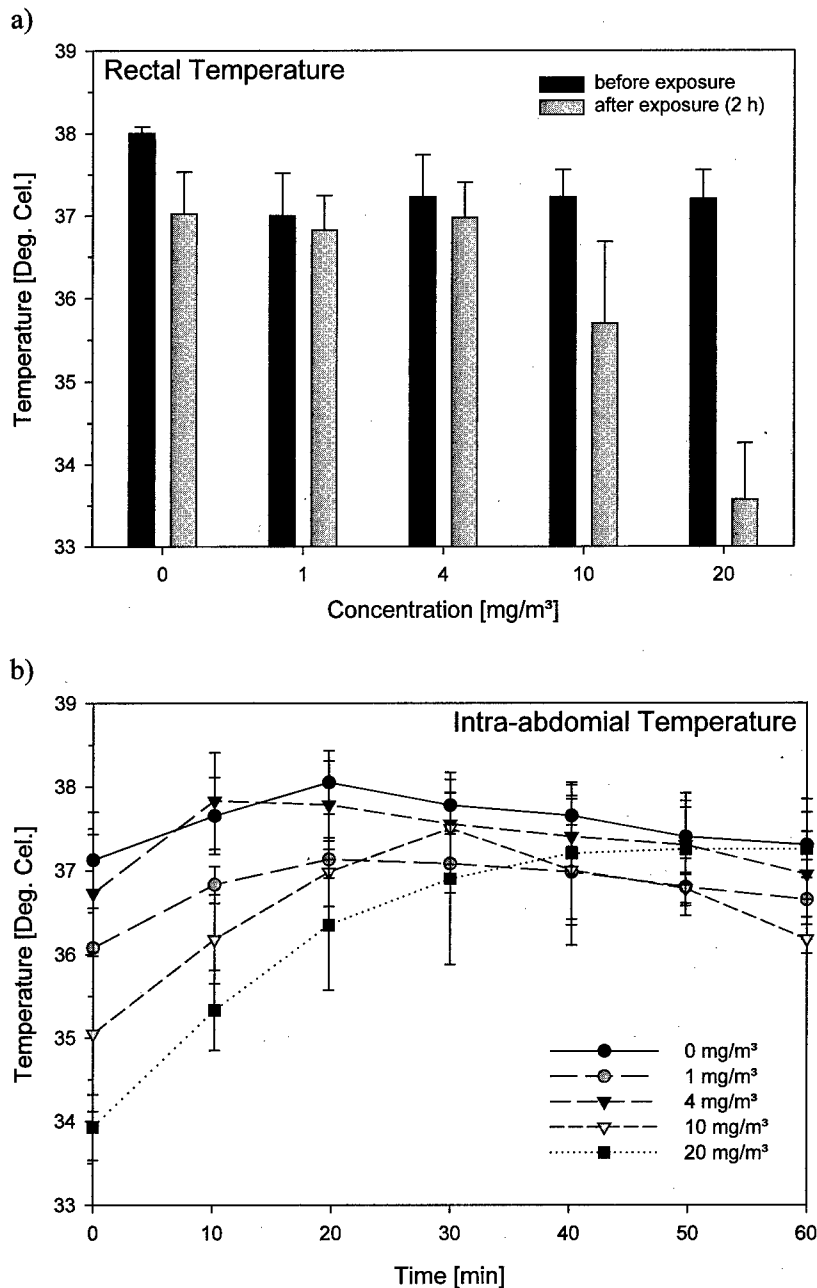 a)
Rectal Temperature
before exposure
after exposure (2 h)
39
38
37
36
35
34
33
Temperature [Deg. Cel.]
0 1 4 10 20
Concentration [mg/m³]
b)
Intra-abdomial Temperature
39
38
37
36
35
34
33
Temperature [Deg. Cel.]
0 mg/m³
1 mg/m³
4 mg/m³
10 mg/m³
20 mg/m³
0 10 20 30 40 50 60
Time [min]